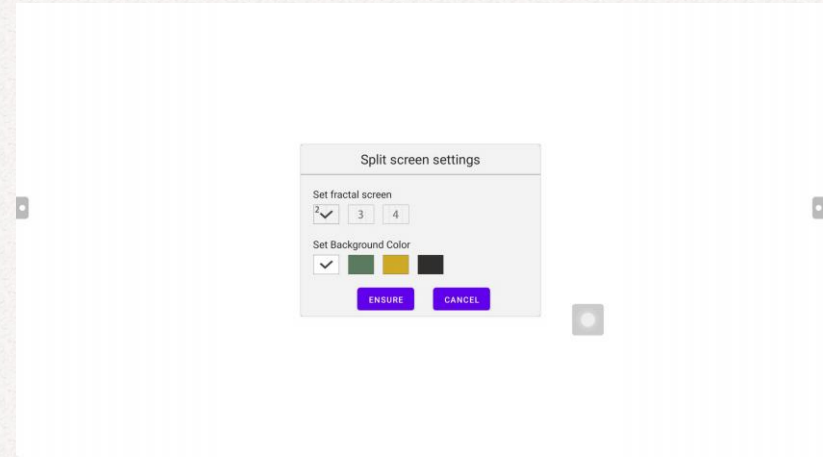 Split screen settings
Set fractal screen
2 3 4
Set Background Color
ENSURE CANCEL